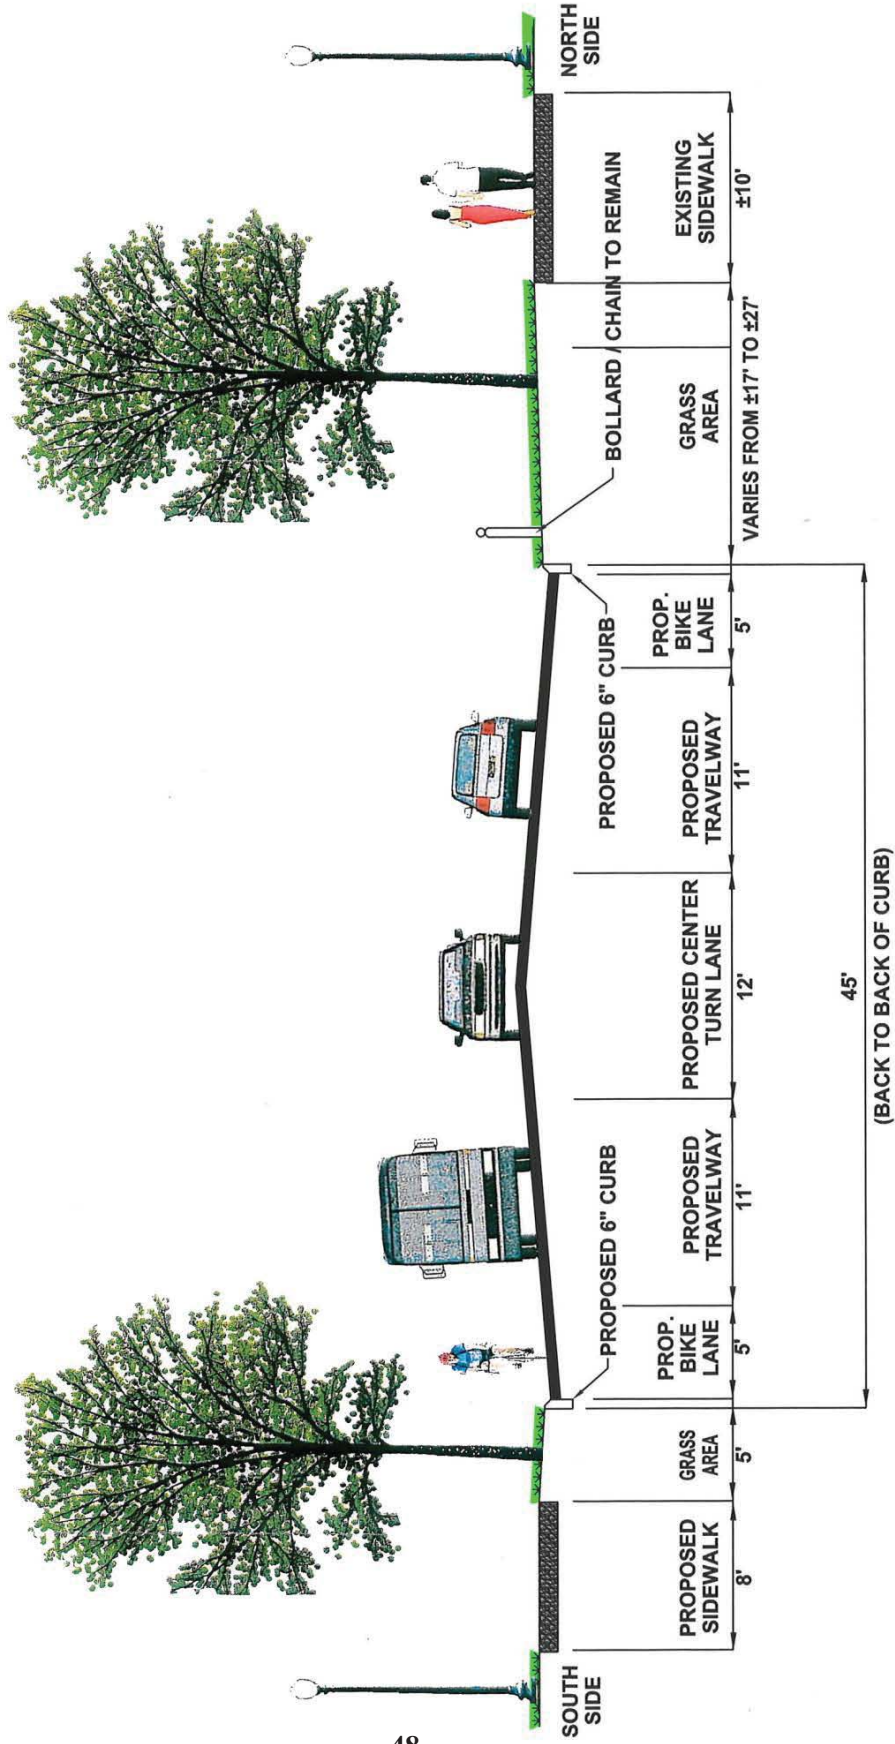 SOUTH
SIDE
PROPOSED
SIDEWALK
8'
GRASS
AREA
5'
PROPOSED 6" CURB
PROP.
BIKE
LANE
5'
PROPOSED
TRAVELWAY
11'
PROPOSED CENTER
TURN LANE
12'
PROPOSED
TRAVELWAY
11'
PROPOSED 6" CURB
PROP.
BIKE
LANE
5'
BOLLARD / CHAIN TO REMAIN
GRASS
AREA
VARIES FROM ±17' TO ±27'
EXISTING
SIDEWALK
±10'
NORTH
SIDE
45'
(BACK TO BACK OF CURB)
48